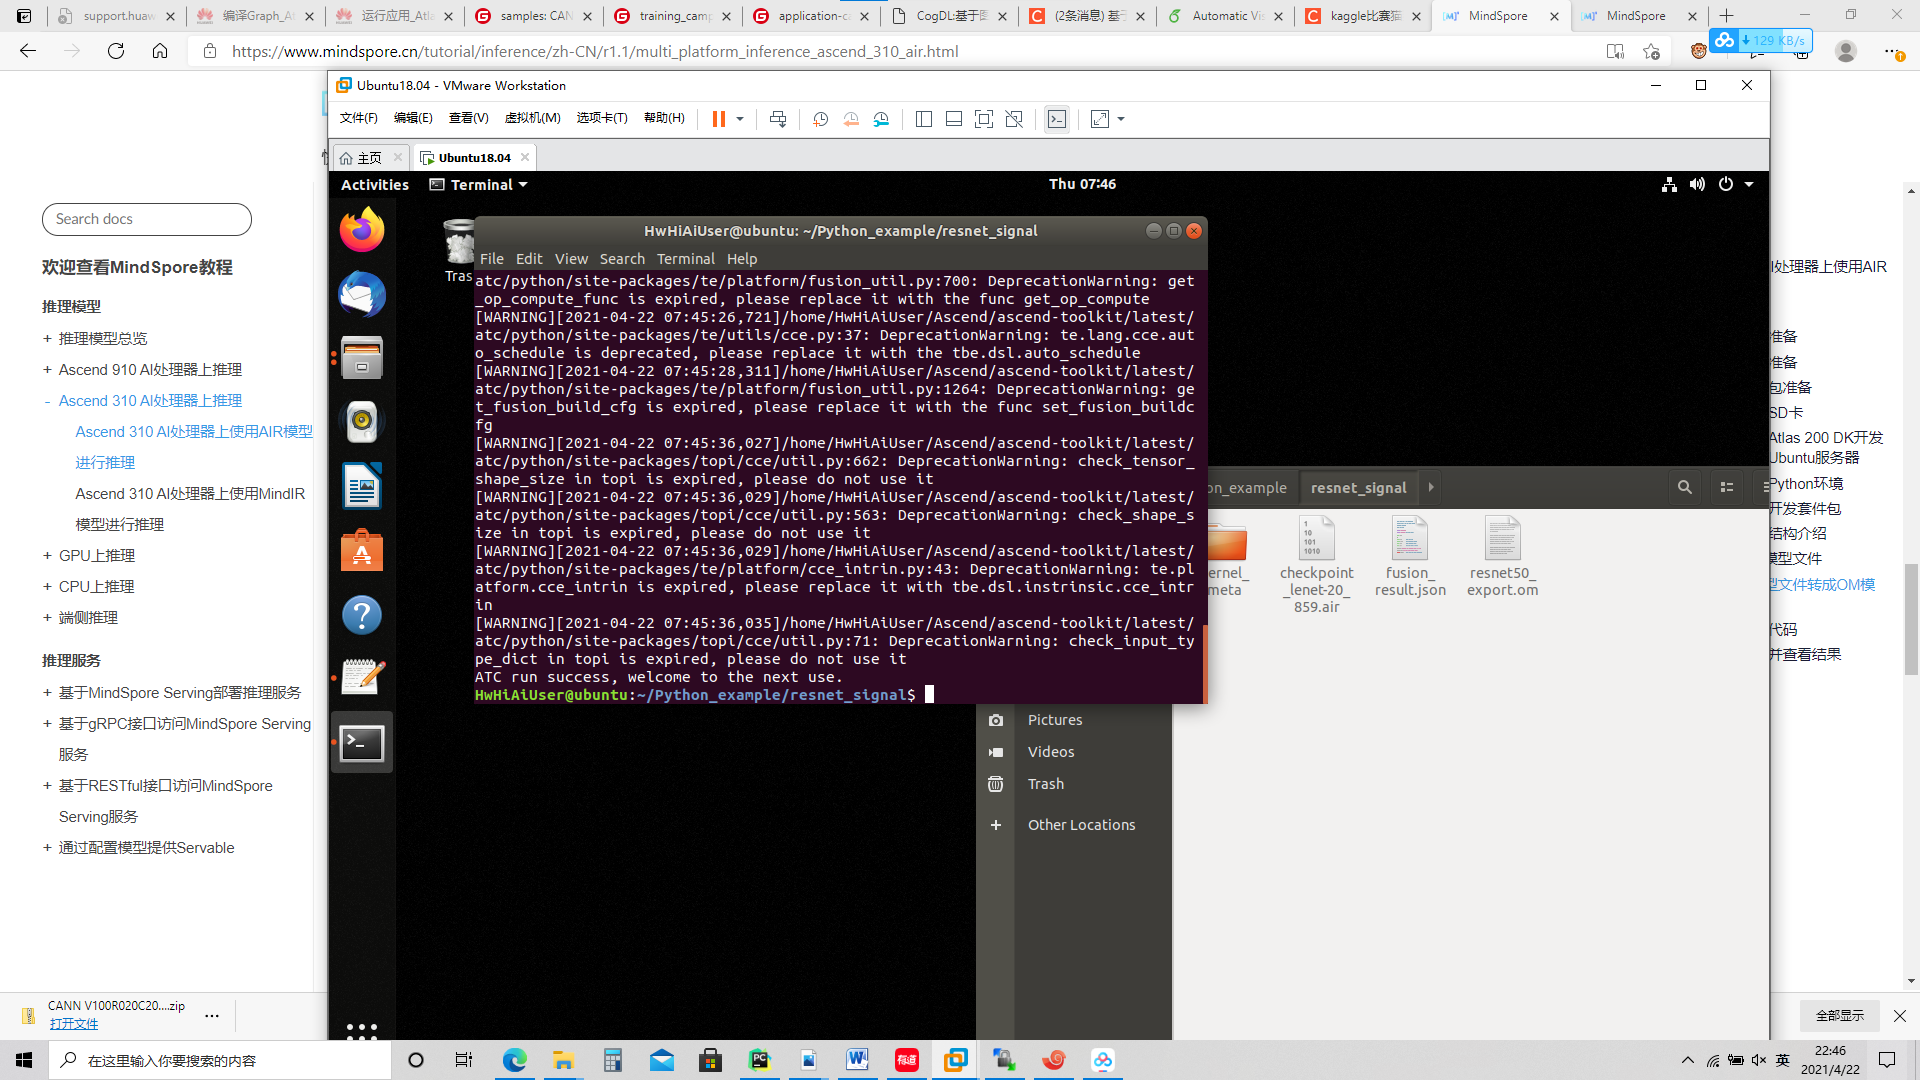 support.huaw
编译Graph_At
运行应用_Atla
samples: CAN
training_camp
application-ca
CogDL:基于图
(2条消息) 基于
Automatic Vis
kaggle比赛猫
MindSpore
MindSpore
https://www.mindspore.cn/tutorial/inference/zh-CN/r1.1/multi_platform_inference_ascend_310_air.html
129 KB/s
Ubuntu18.04 - VMware Workstation
文件(F) 编辑(E) 查看(V) 虚拟机(M) 选项卡(T) 帮助(H)
主页
Ubuntu18.04
Activities
Terminal
Thu 07:46
Search docs
欢迎查看MindSpore教程
推理模型
+ 推理模型总览
+ Ascend 910 AI处理器上推理
- Ascend 310 AI处理器上推理
Ascend 310 AI处理器上使用AIR模型
进行推理
Ascend 310 AI处理器上使用MindIR
模型进行推理
+ GPU上推理
+ CPU上推理
+ 端侧推理
推理服务
+ 基于MindSpore Serving部署推理服务
+ 基于gRPC接口访问MindSpore Serving
服务
+ 基于RESTful接口访问MindSpore
Serving服务
+ 通过配置模型提供Servable
Tras
HwHiAiUser@ubuntu: ~/Python_example/resnet_signal
File Edit View Search Terminal Help
atc/python/site-packages/te/platform/fusion_util.py:700: DeprecationWarning: get
_op_compute_func is expired, please replace it with the func get_op_compute
[WARNING][2021-04-22 07:45:26,721]/home/HwHiAiUser/Ascend/ascend-toolkit/latest/
atc/python/site-packages/te/utils/cce.py:37: DeprecationWarning: te.lang.cce.aut
o_schedule is deprecated, please replace it with the tbe.dsl.auto_schedule
[WARNING][2021-04-22 07:45:28,311]/home/HwHiAiUser/Ascend/ascend-toolkit/latest/
atc/python/site-packages/te/platform/fusion_util.py:1264: DeprecationWarning: ge
t_fusion_build_cfg is expired, please replace it with the func set_fusion_buildc
fg
[WARNING][2021-04-22 07:45:36,027]/home/HwHiAiUser/Ascend/ascend-toolkit/latest/
atc/python/site-packages/topi/cce/util.py:662: DeprecationWarning: check_tensor_
shape_size in topi is expired, please do not use it
[WARNING][2021-04-22 07:45:36,029]/home/HwHiAiUser/Ascend/ascend-toolkit/latest/
atc/python/site-packages/topi/cce/util.py:563: DeprecationWarning: check_shape_s
ize in topi is expired, please do not use it
[WARNING][2021-04-22 07:45:36,029]/home/HwHiAiUser/Ascend/ascend-toolkit/latest/
atc/python/site-packages/te/platform/cce_intrin.py:43: DeprecationWarning: te.pl
atform.cce_intrin is expired, please replace it with tbe.dsl.instrinsic.cce_intr
in
[WARNING][2021-04-22 07:45:36,035]/home/HwHiAiUser/Ascend/ascend-toolkit/latest/
atc/python/site-packages/topi/cce/util.py:71: DeprecationWarning: check_input_ty
pe_dict in topi is expired, please do not use it
ATC run success, welcome to the next use.
HwHiAiUser@ubuntu:~/Python_example/resnet_signal$
on_example
resnet_signal
ernel_
meta
checkpoint
_lenet-20_
859.air
fusion_
result.json
resnet50_
export.om
Pictures
Videos
Trash
+ Other Locations
I处理器上使用AIR
准备
准备
包准备
SD卡
Atlas 200 DK开发
Ubuntu服务器
Python环境
开发套件包
结构介绍
模型文件
型文件转成OM模
代码
并查看结果
CANN V100R020C20....zip
打开文件
全部显示
在这里输入你要搜索的内容
有道
英
22:46
2021/4/22